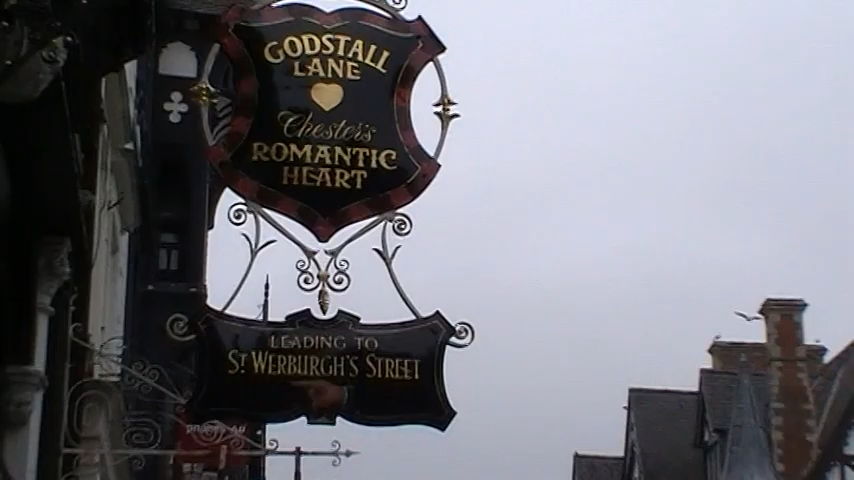 GODSTALL
LANE
Chester's
ROMANTIC
HEART
LEADING TO
ST WERBURGH'S STREET